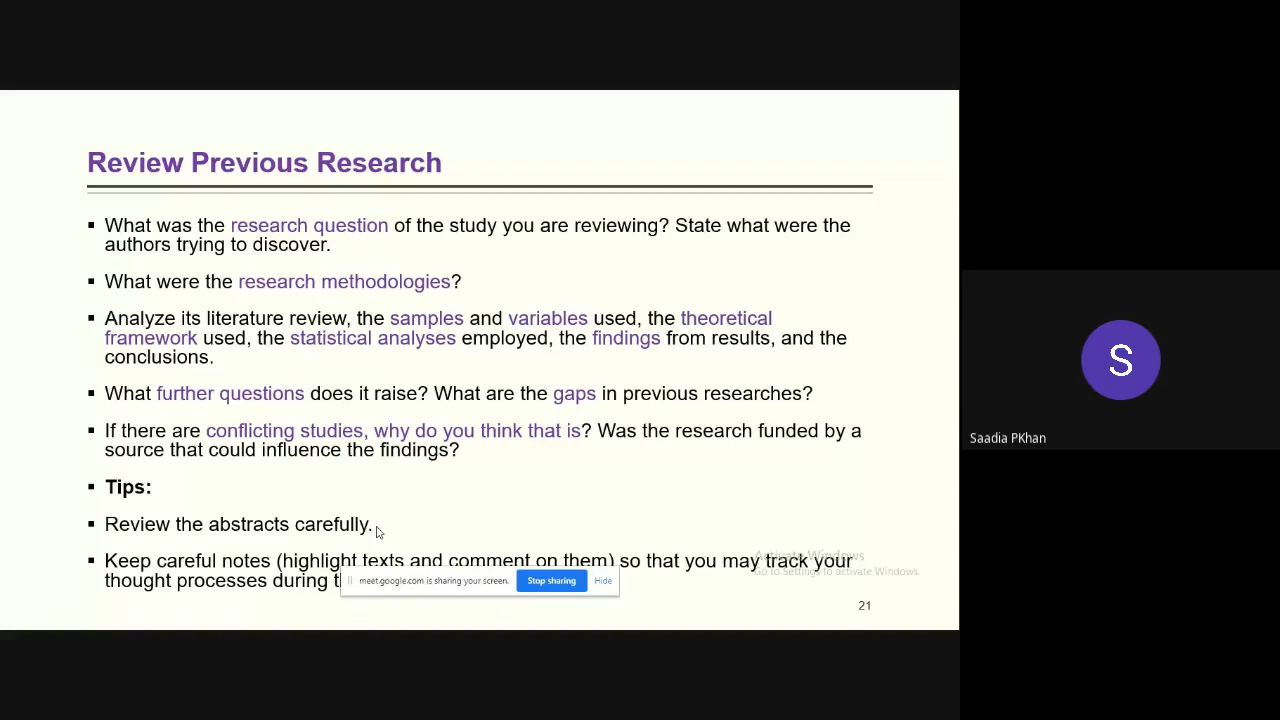 Review Previous Research
▪ What was the research question of the study you are reviewing? State what were the
authors trying to discover.
▪ What were the research methodologies?
▪ Analyze its literature review, the samples and variables used, the theoretical
framework used, the statistical analyses employed, the findings from results, and the
conclusions.
▪ What further questions does it raise? What are the gaps in previous researches?
▪ If there are conflicting studies, why do you think that is? Was the research funded by a
source that could influence the findings?
▪ Tips:
▪ Review the abstracts carefully.
▪ Keep careful notes (highlight texts and comment on them) so that you may track your
thought processes during
meet.google.com is sharing your screen. Stop sharing Hide
Activate Windows
Go to Settings to activate Windows.
21
S
Saadia PKhan